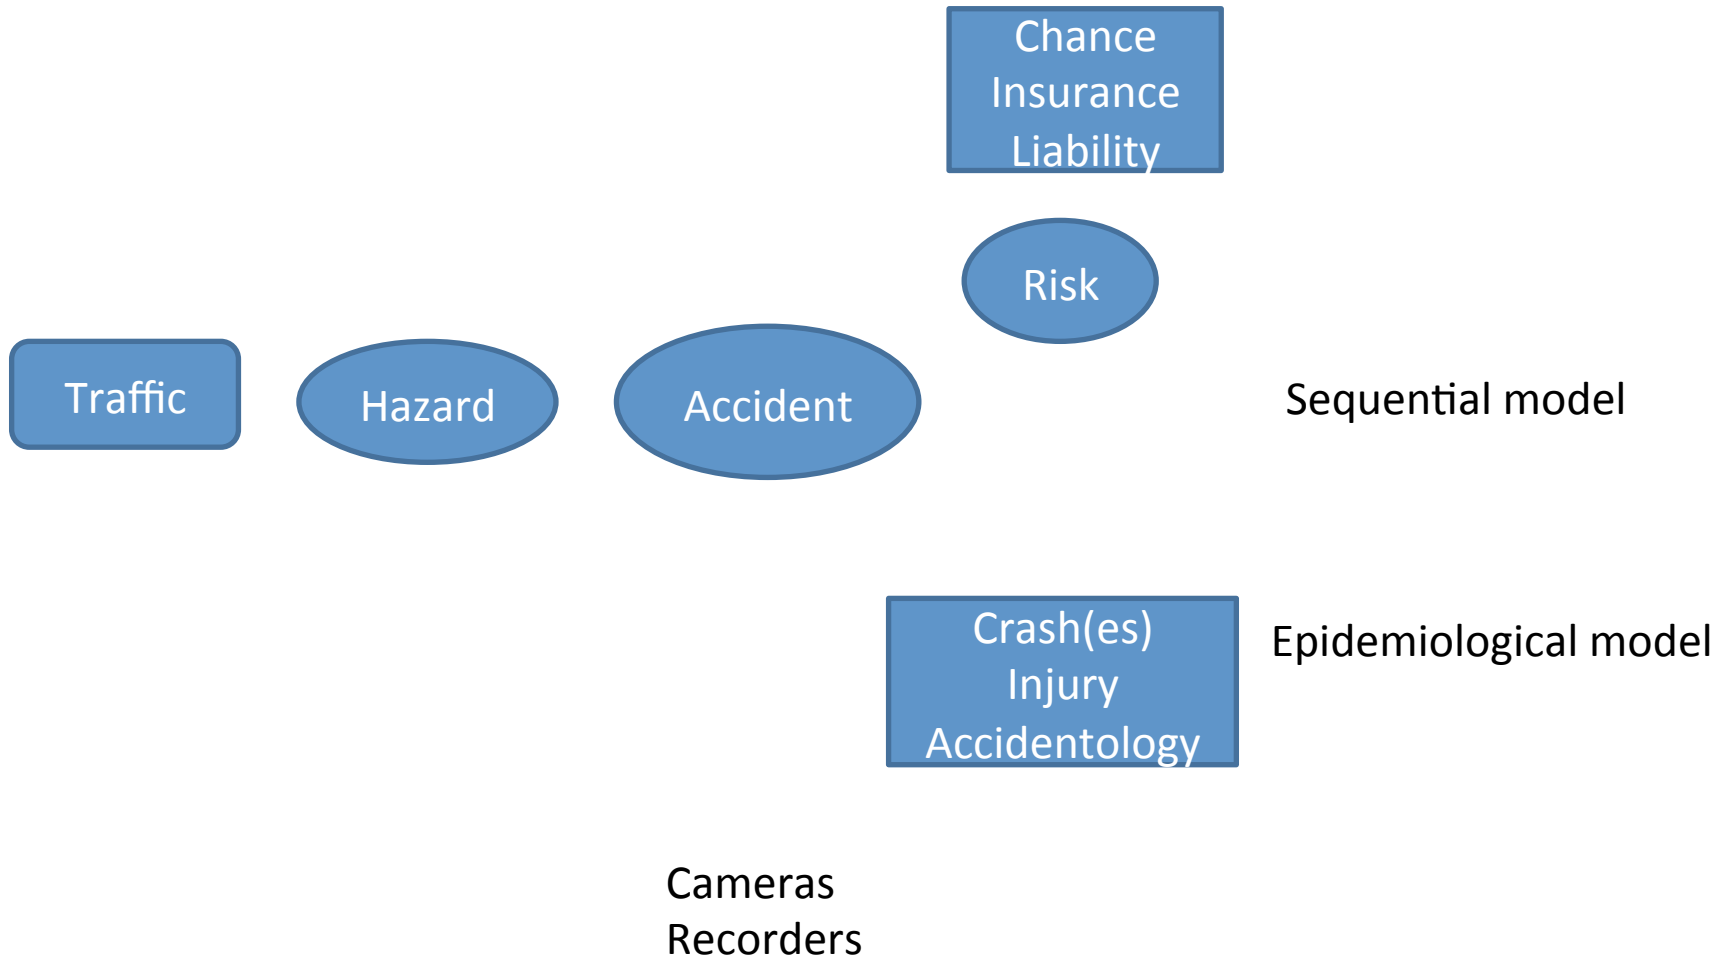 Chance
Insurance
Liability
Risk
Traffic
Hazard
Accident
Sequential model
Crash(es)
Injury
Accidentology
Epidemiological model
Cameras
Recorders